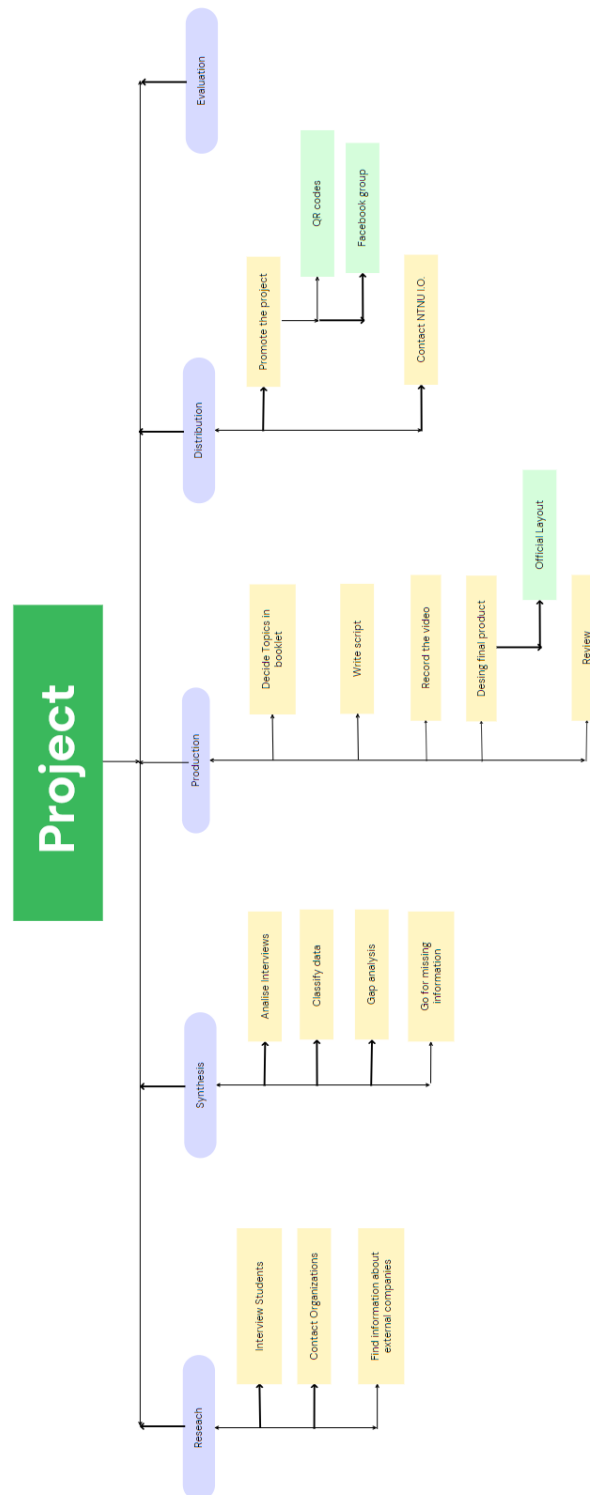 Project
Reseach
Synthesis
Production
Distribution
Evaluation
Interview Students
Contact Organizations
Find information about
external companies
Analise Interviews
Classify data
Gap analysis
Go for missing
information
Decide Topics in
booklet
Write script
Record the video
Desing final product
Official Layout
Review
Promote the project
QR codes
Facebook group
Contact NTNU I.O.